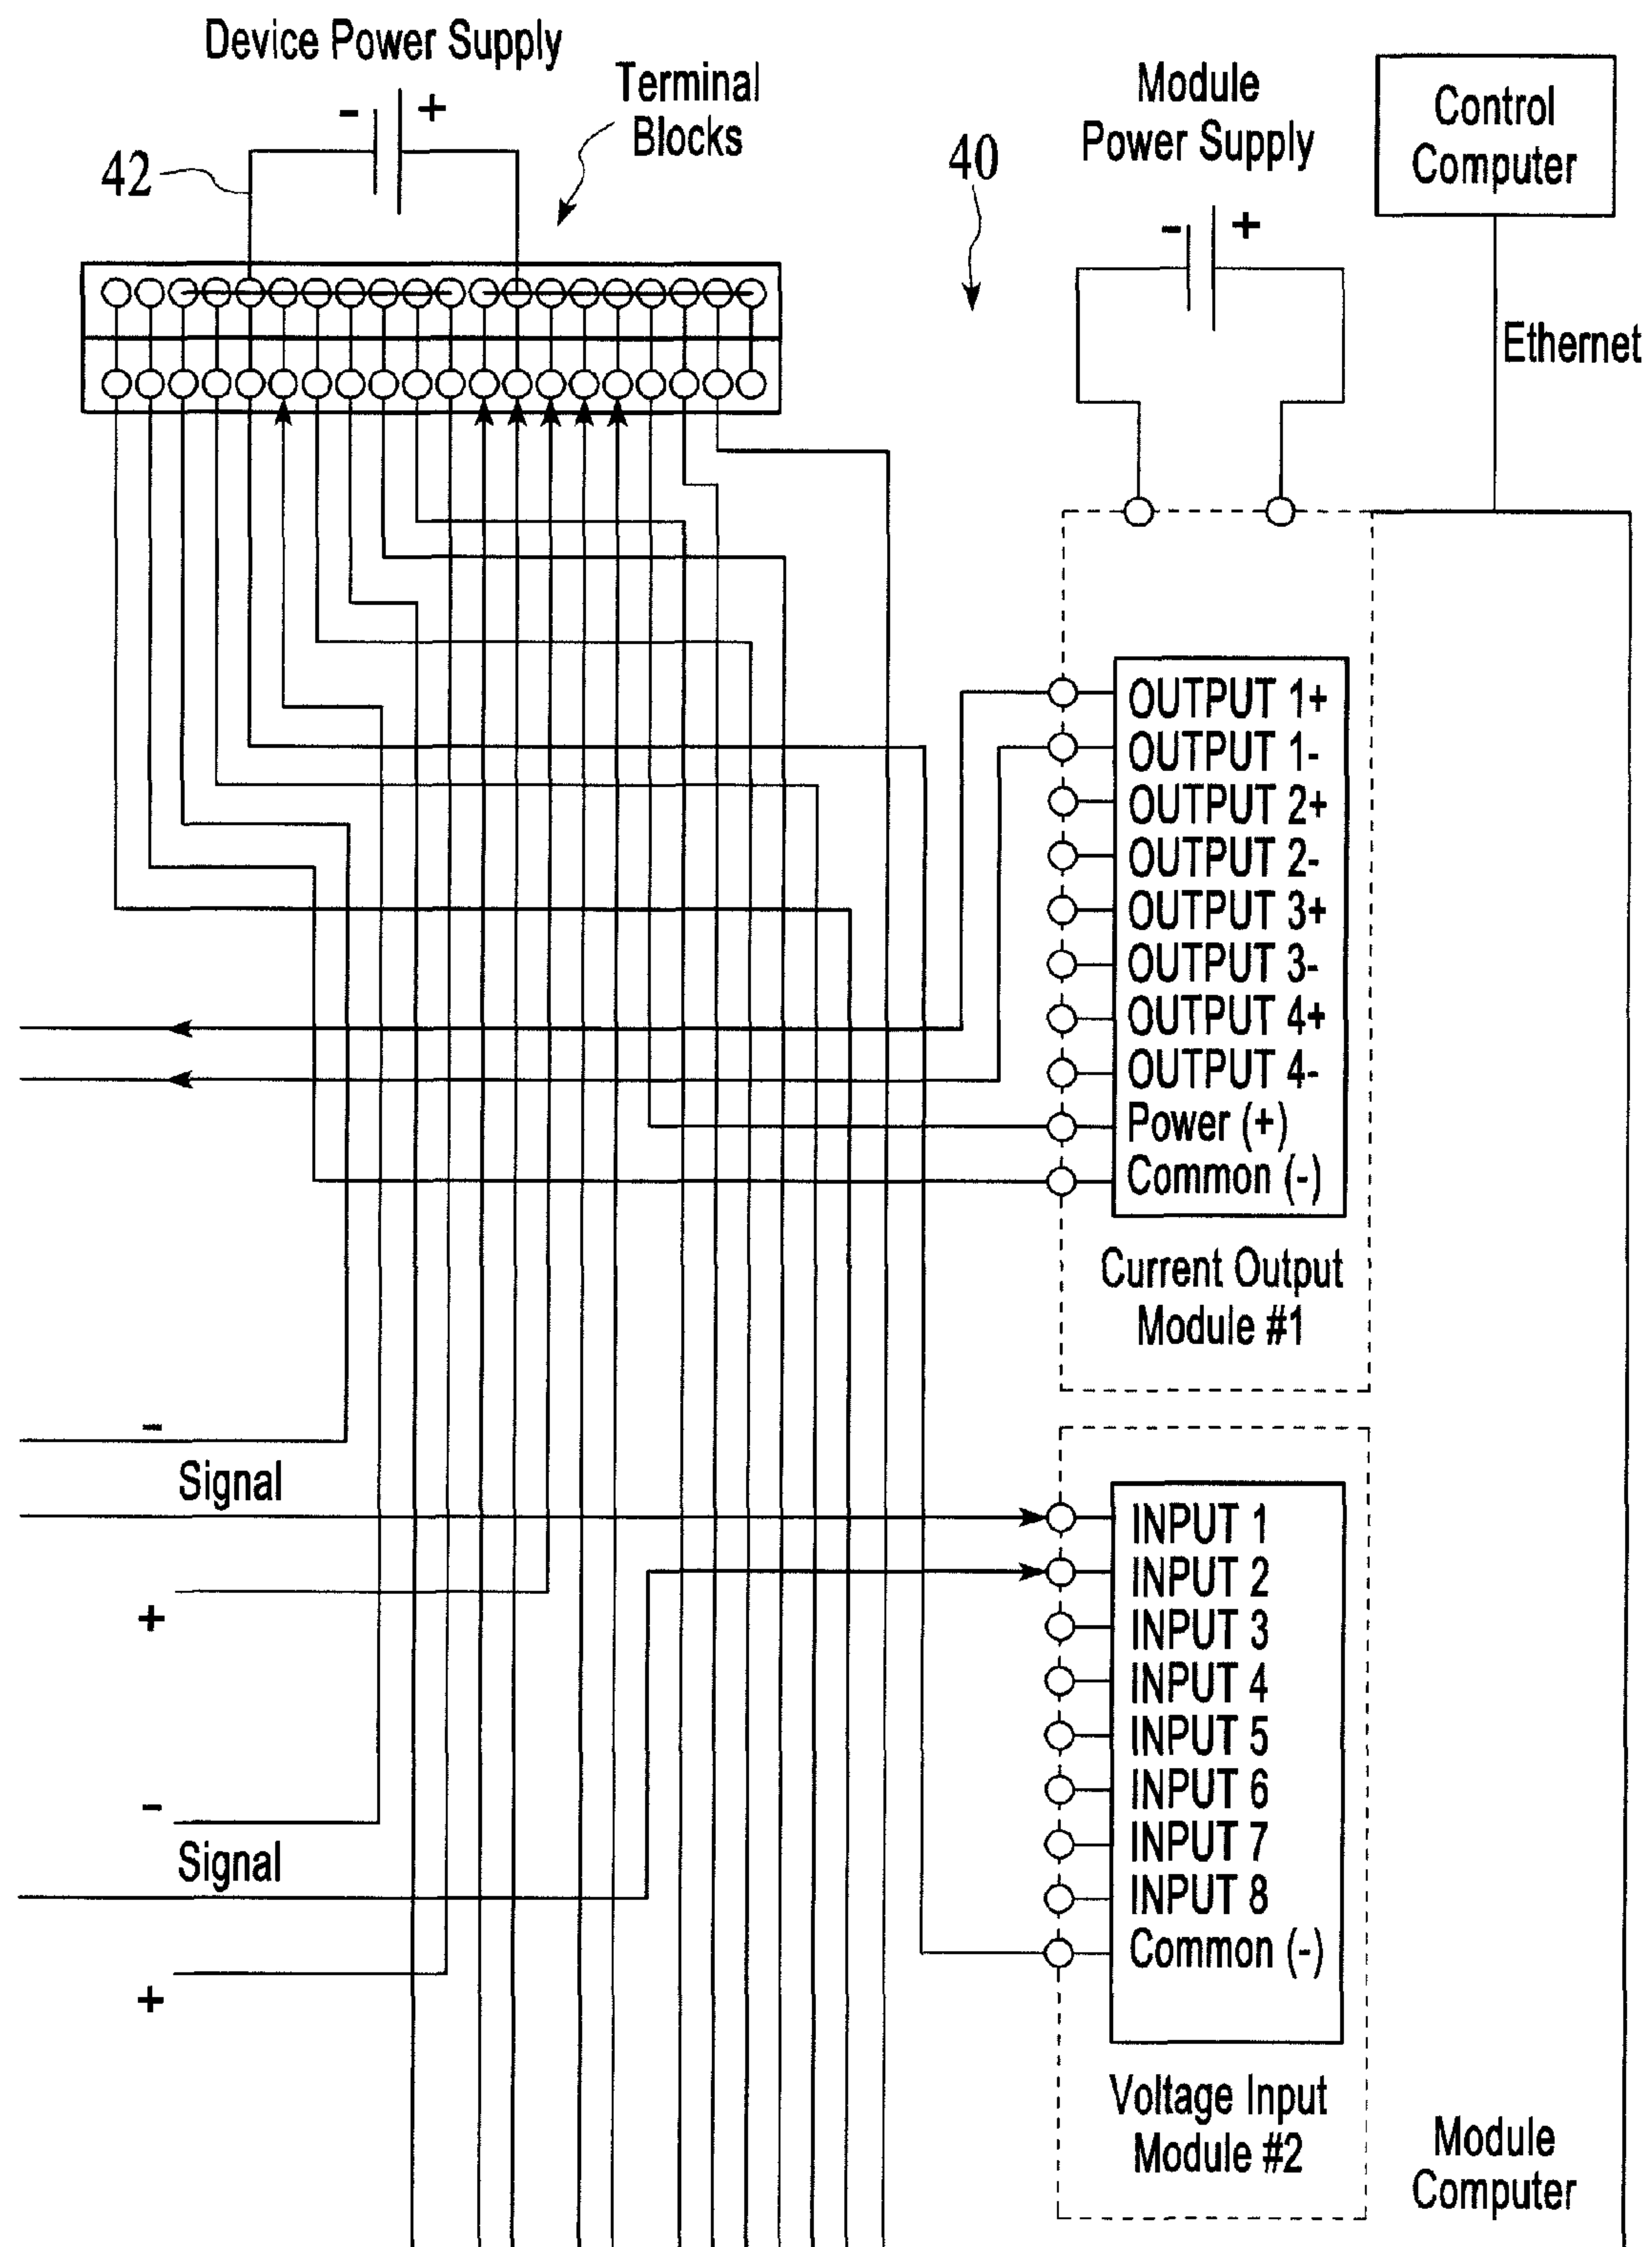 Device Power Supply
- +
42
Terminal
Blocks
40
Module
Power Supply
- +
Control
Computer
Ethernet
OUTPUT 1+
OUTPUT 1-
OUTPUT 2+
OUTPUT 2-
OUTPUT 3+
OUTPUT 3-
OUTPUT 4+
OUTPUT 4-
Power (+)
Common (-)
Current Output
Module #1
-
Signal
+
INPUT 1
INPUT 2
INPUT 3
INPUT 4
INPUT 5
INPUT 6
INPUT 7
INPUT 8
Common (-)
-
Signal
+
Voltage Input
Module #2
Module
Computer